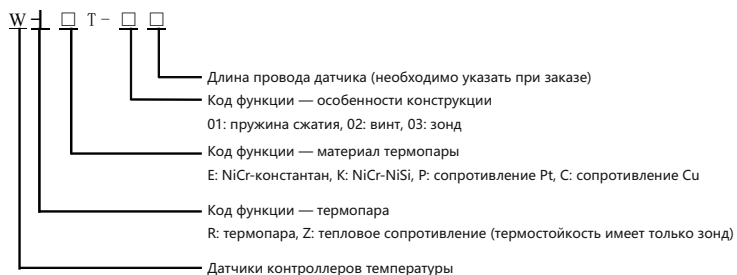 W - □ T - □ □
Длина провода датчика (необходимо указать при заказе)
Код функции — особенности конструкции
01: пружина сжатия, 02: винт, 03: зонд
Код функции — материал термопары
E: NiCr-константан, K: NiCr-NiSi, P: сопротивление Pt, C: сопротивление Cu
Код функции — термопара
R: термопара, Z: тепловое сопротивление (термостойкость имеет только зонд)
Датчики контроллеров температуры